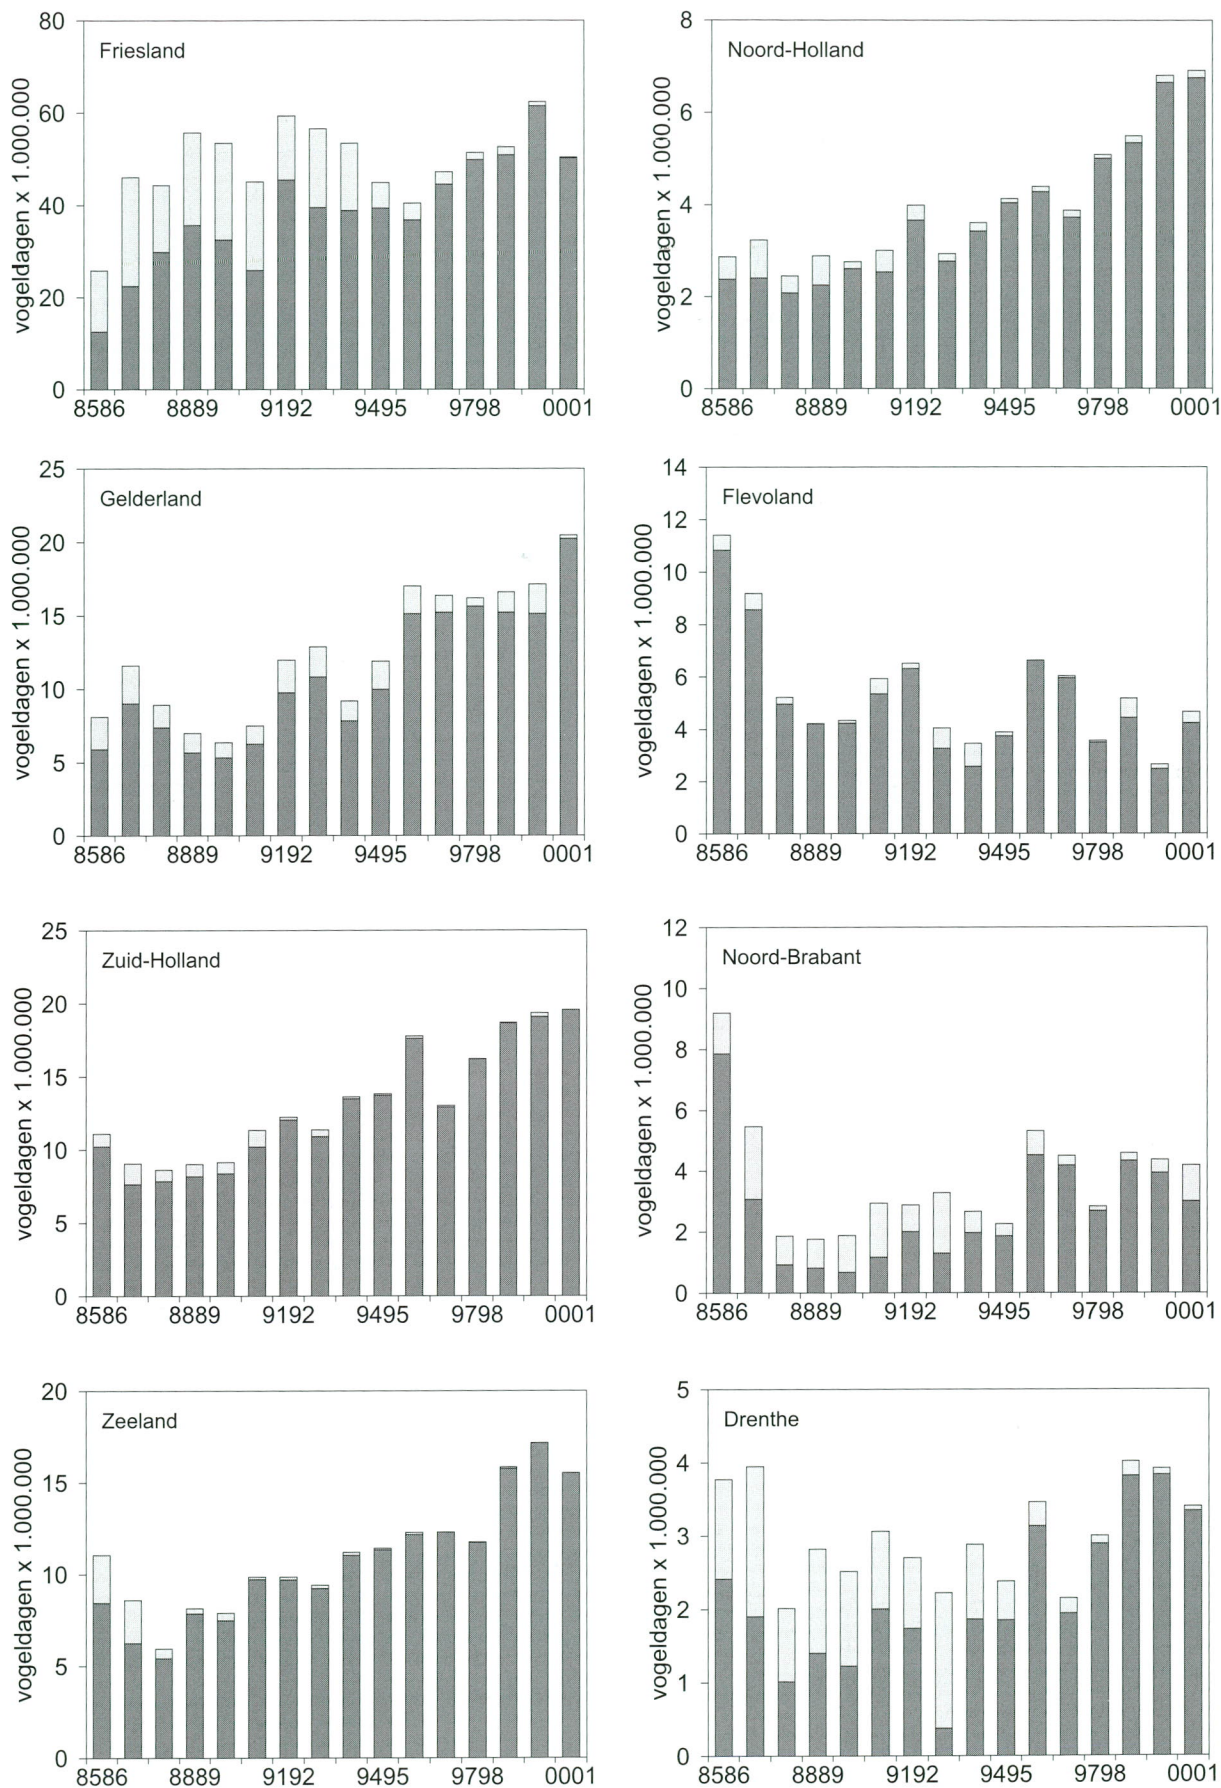 Friesland
vogeldagen x 1.000.000
80
60
40
20
0
8586 8889 9192 9495 9798 0001
Noord-Holland
vogeldagen x 1.000.000
8
6
4
2
0
8586 8889 9192 9495 9798 0001
Gelderland
vogeldagen x 1.000.000
25
20
15
10
5
0
8586 8889 9192 9495 9798 0001
Flevoland
vogeldagen x 1.000.000
14
12
10
8
6
4
2
0
8586 8889 9192 9495 9798 0001
Zuid-Holland
vogeldagen x 1.000.000
25
20
15
10
5
0
8586 8889 9192 9495 9798 0001
Noord-Brabant
vogeldagen x 1.000.000
12
10
8
6
4
2
0
8586 8889 9192 9495 9798 0001
Zeeland
vogeldagen x 1.000.000
20
15
10
5
0
8586 8889 9192 9495 9798 0001
Drenthe
vogeldagen x 1.000.000
5
4
3
2
1
0
8586 8889 9192 9495 9798 0001